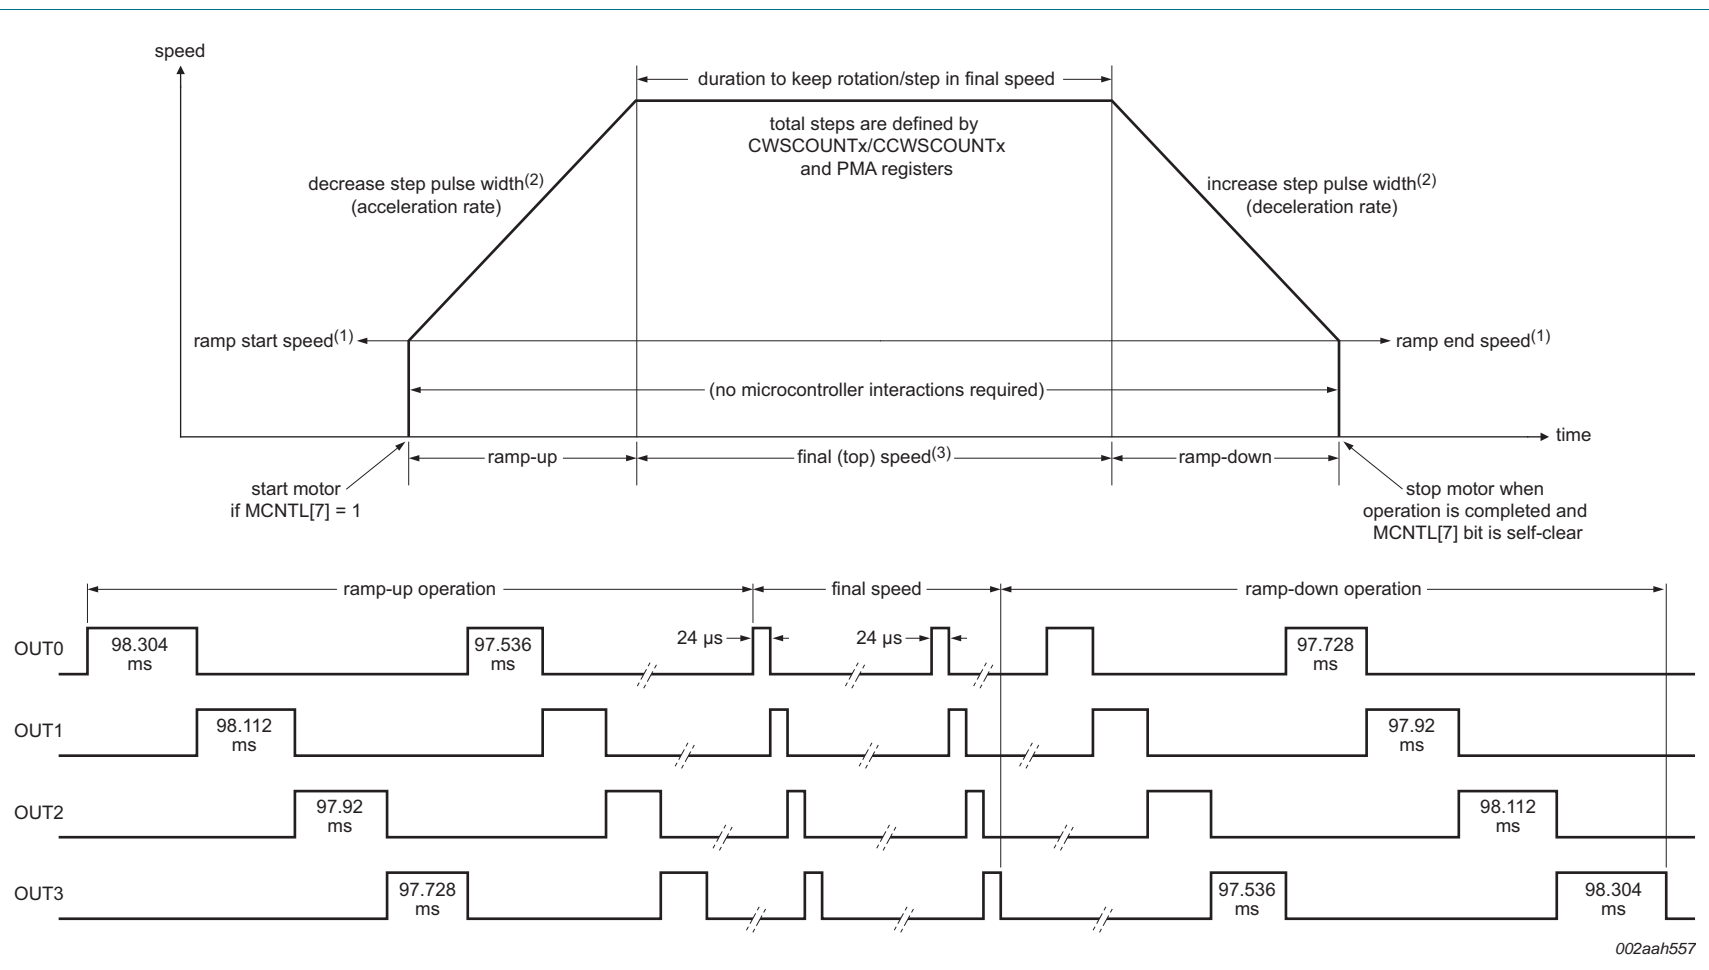 speed
duration to keep rotation/step in final speed
total steps are defined by
CWSCOUNTx/CCWSCOUNTx
and PMA registers
decrease step pulse width(2)
(acceleration rate)
increase step pulse width(2)
(deceleration rate)
ramp start speed(1)
ramp end speed(1)
(no microcontroller interactions required)
time
ramp-up
final (top) speed(3)
ramp-down
start motor
if MCNTL[7] = 1
stop motor when
operation is completed and
MCNTL[7] bit is self-clear
ramp-up operation
final speed
ramp-down operation
OUT0
98.304
ms
97.536
ms
24 µs
24 µs
97.728
ms
OUT1
98.112
ms
97.92
ms
OUT2
97.92
ms
98.112
ms
OUT3
97.728
ms
97.536
ms
98.304
ms
002aah557